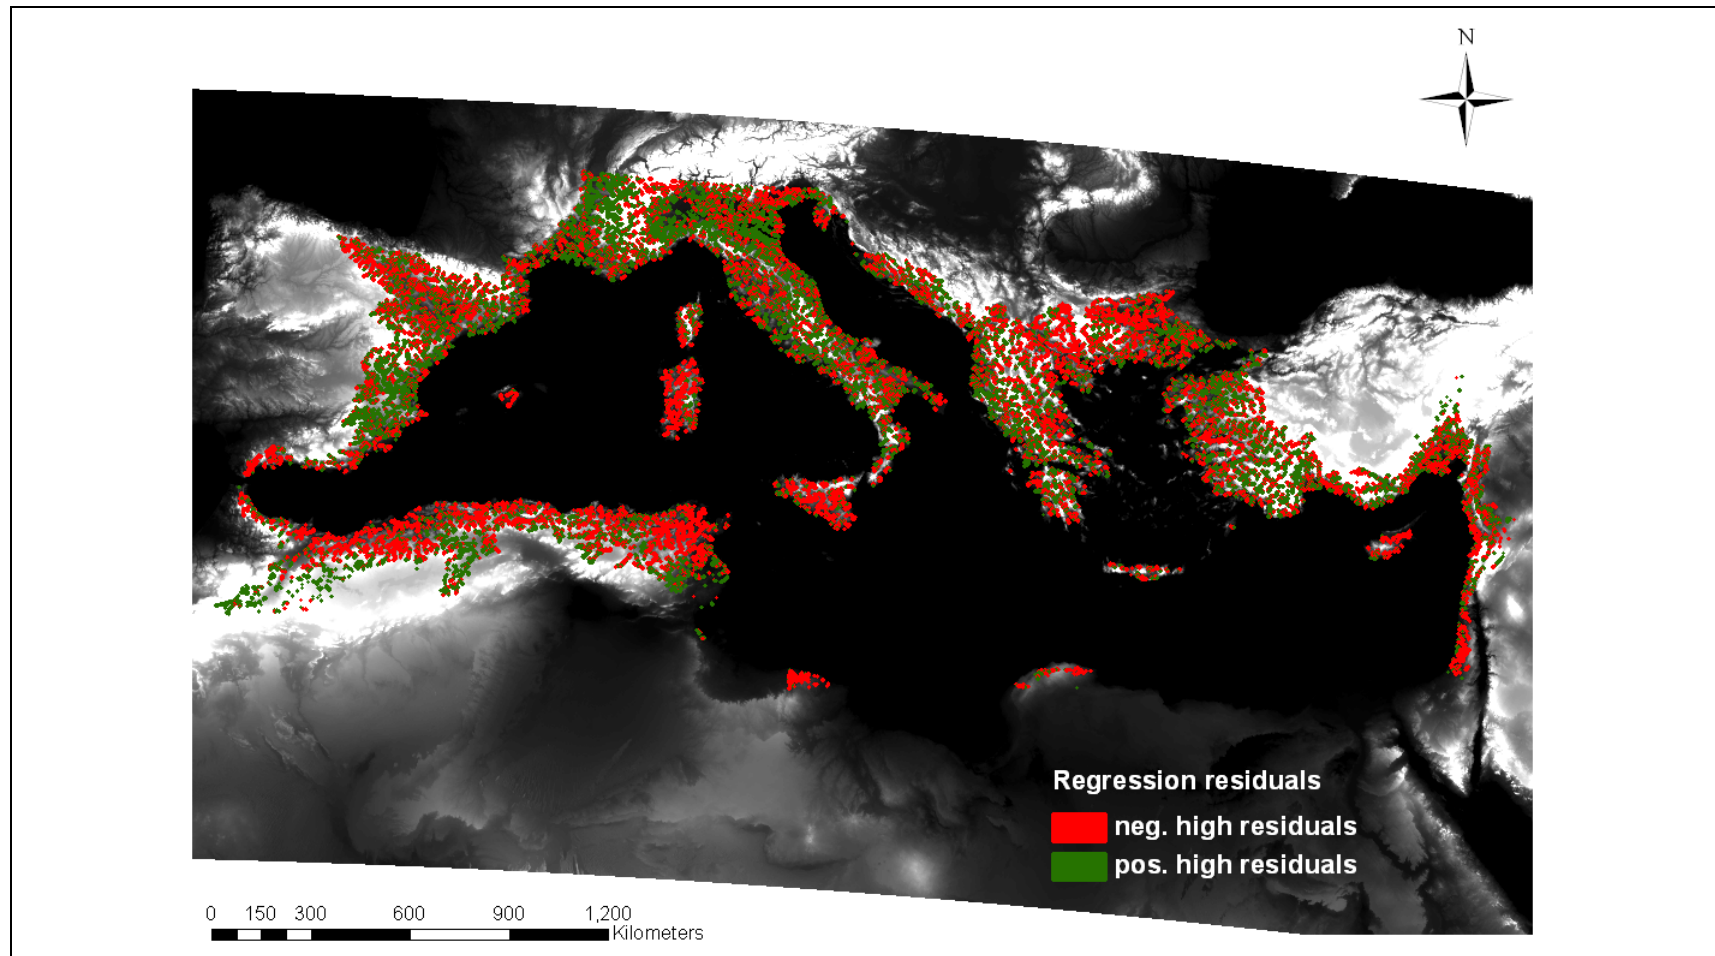 N
Regression residuals
neg. high residuals
pos. high residuals
0 150 300 600 900 1,200
Kilometers